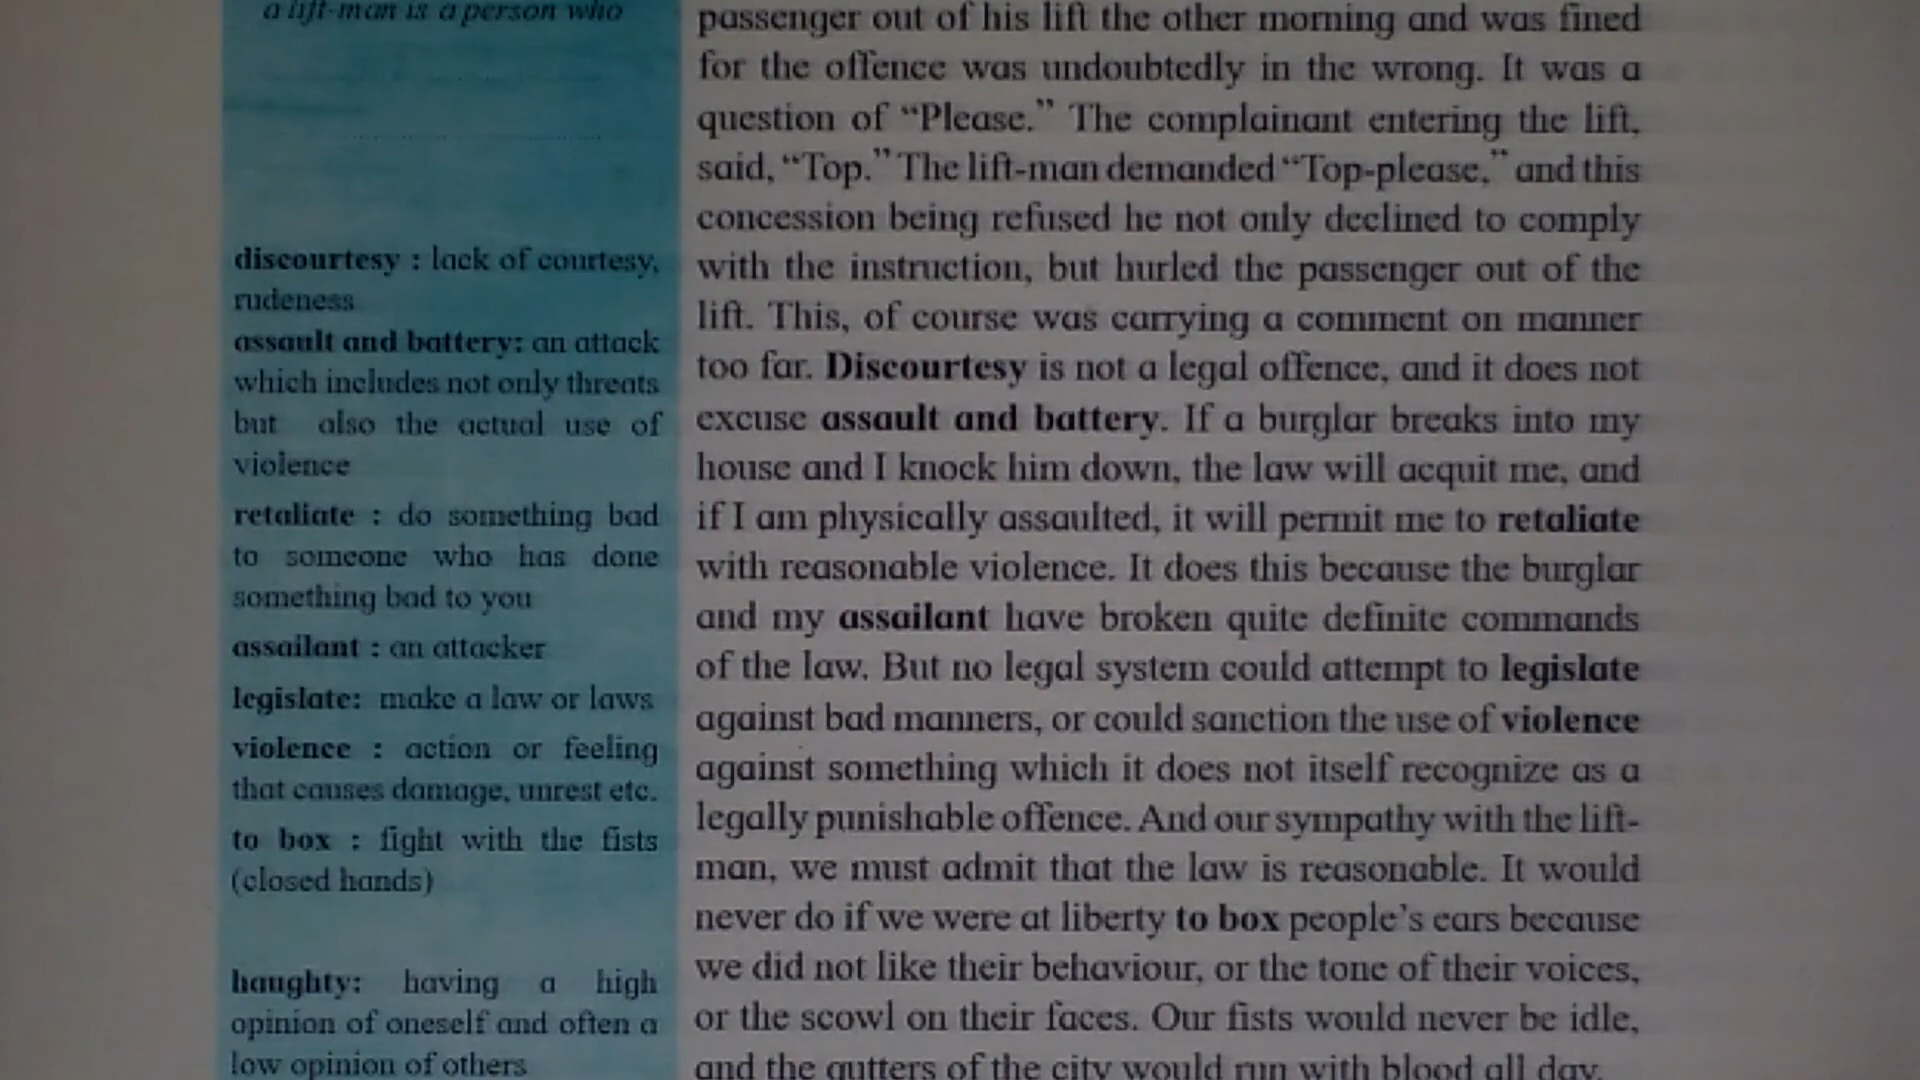 a lift-man is a person who
discourtesy : lack of courtesy,
rudeness
assault and battery: an attack
which includes not only threats
but also the actual use of
violence
retaliate : do something bad
to someone who has done
something bad to you
assailant : an attacker
legislate: make a law or laws
violence : action or feeling
that causes damage, unrest etc.
to box : fight with the fists
(closed hands)
haughty: having a high
opinion of oneself and often a
low opinion of others
passenger out of his lift the other morning and was fined
for the offence was undoubtedly in the wrong. It was a
question of “Please.” The complainant entering the lift,
said, “Top.” The lift-man demanded “Top-please,” and this
concession being refused he not only declined to comply
with the instruction, but hurled the passenger out of the
lift. This, of course was carrying a comment on manner
too far. Discourtesy is not a legal offence, and it does not
excuse assault and battery. If a burglar breaks into my
house and I knock him down, the law will acquit me, and
if I am physically assaulted, it will permit me to retaliate
with reasonable violence. It does this because the burglar
and my assailant have broken quite definite commands
of the law. But no legal system could attempt to legislate
against bad manners, or could sanction the use of violence
against something which it does not itself recognize as a
legally punishable offence. And our sympathy with the lift-
man, we must admit that the law is reasonable. It would
never do if we were at liberty to box people’s ears because
we did not like their behaviour, or the tone of their voices,
or the scowl on their faces. Our fists would never be idle,
and the gutters of the city would run with blood all day.